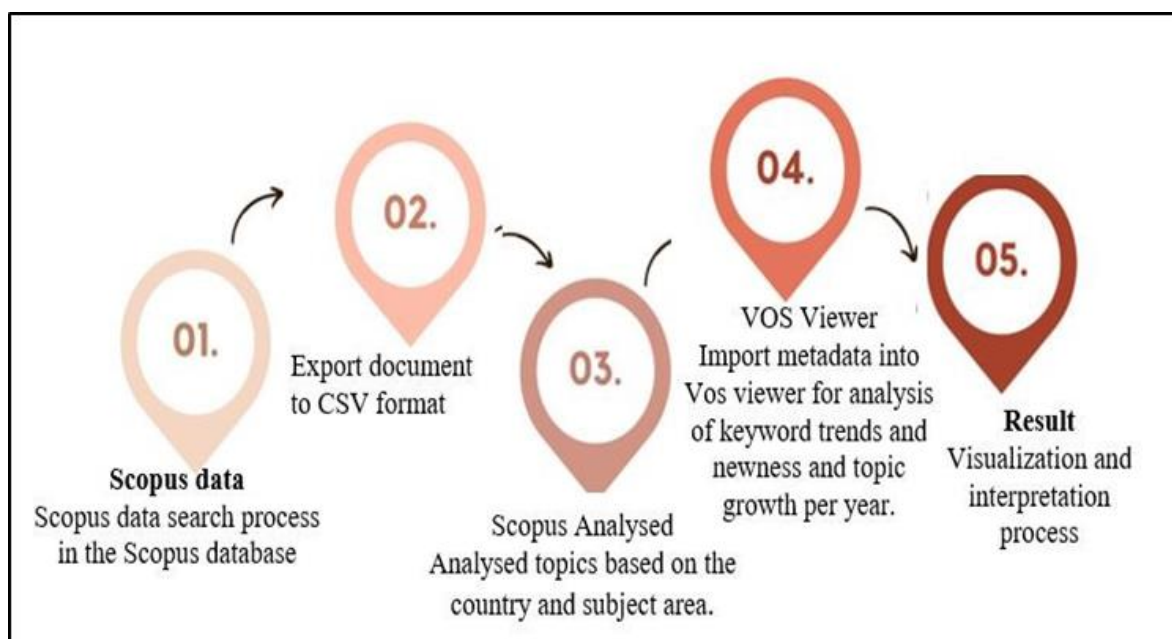 01.
Scopus data
Scopus data search process
in the Scopus database
02.
Export document
to CSV format
03.
Scopus Analysed
Analysed topics based on the
country and subject area.
04.
VOS Viewer
Import metadata into
Vos viewer for analysis
of keyword trends and
newness and topic
growth per year.
05.
Result
Visualization and
interpretation
process